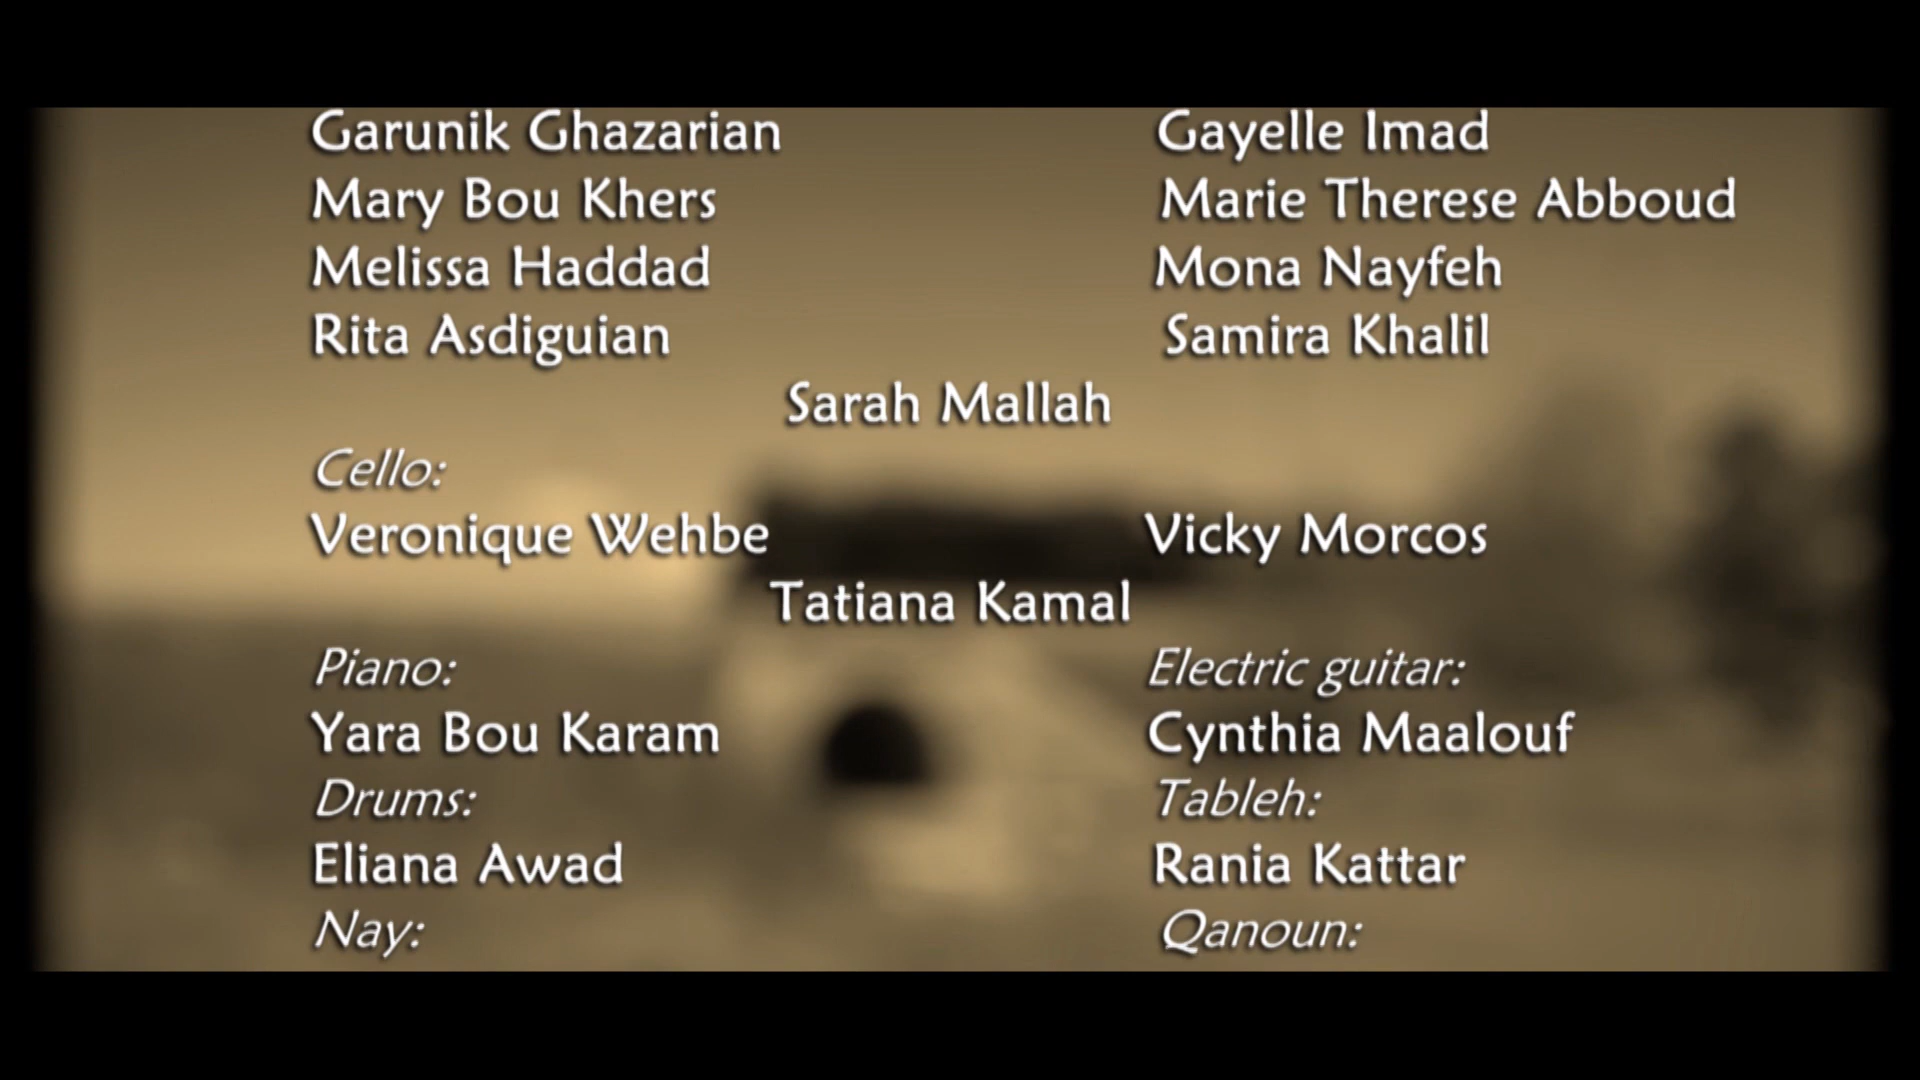 Garunik Ghazarian Gayelle Imad
Mary Bou Khers Marie Therese Abboud
Melissa Haddad Mona Nayfeh
Rita Asdiguian Samira Khalil
Sarah Mallah
Cello:
Veronique Wehbe Vicky Morcos
Tatiana Kamal
Piano: Electric guitar:
Yara Bou Karam Cynthia Maalouf
Drums: Tableh:
Eliana Awad Rania Kattar
Nay: Qanoun: